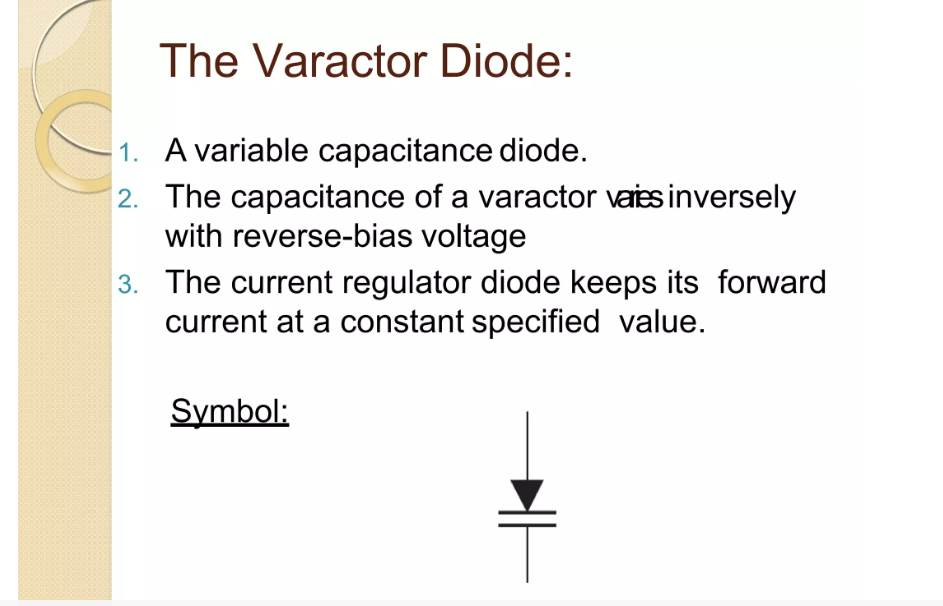 The Varactor Diode:
1. A variable capacitance diode.
2. The capacitance of a varactor varies inversely
with reverse-bias voltage
3. The current regulator diode keeps its forward
current at a constant specified value.
Symbol: